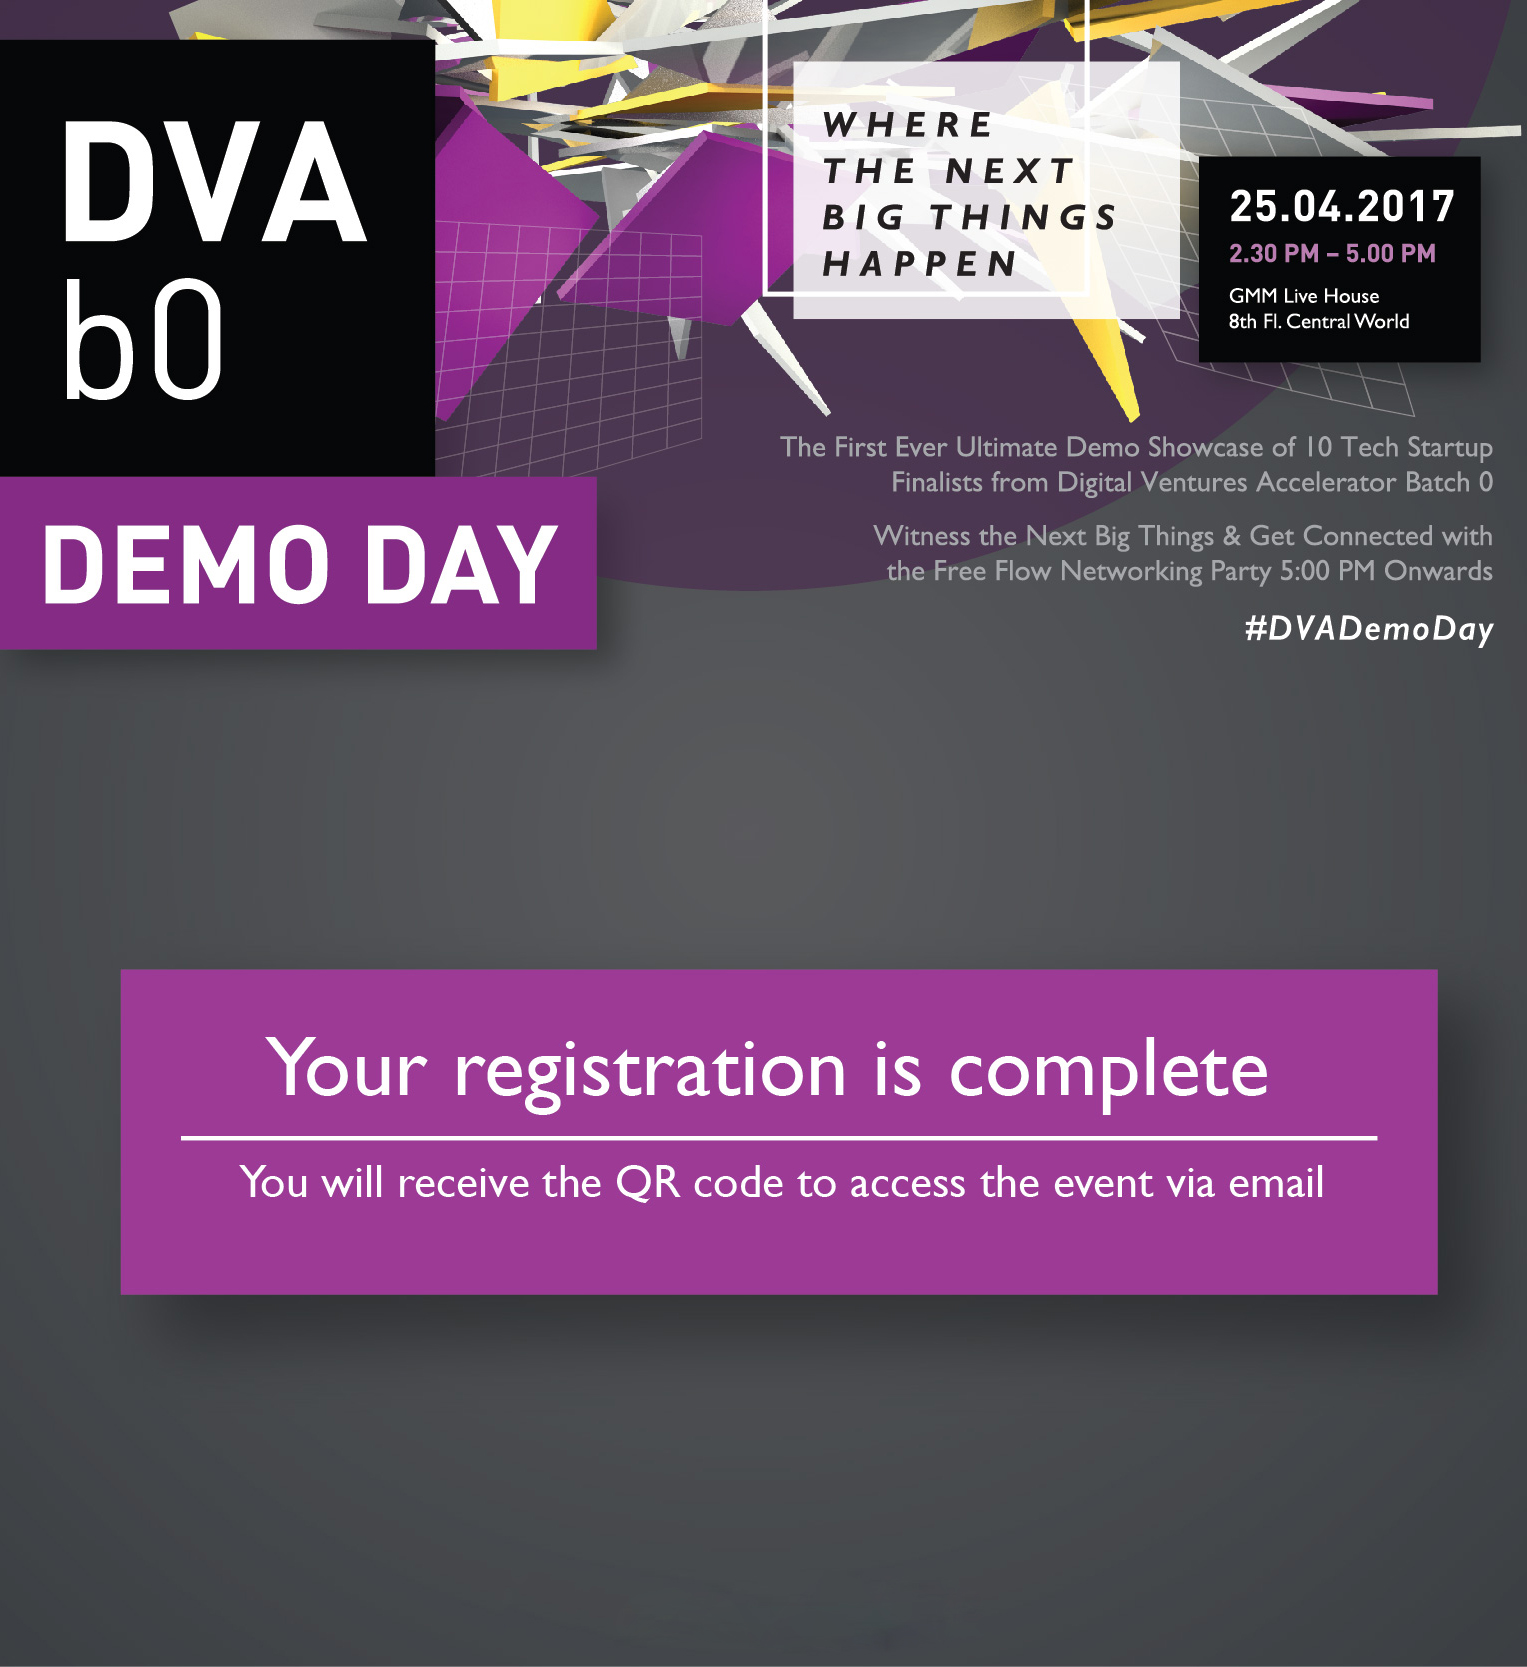 DVA
b0
DEMO DAY
WHERE
THE NEXT
BIG THINGS
HAPPEN
25.04.2017
2.30 PM – 5.00 PM
GMM Live House
8th Fl. Central World
The First Ever Ultimate Demo Showcase of 10 Tech Startup
Finalists from Digital Ventures Accelerator Batch 0
Witness the Next Big Things & Get Connected with
the Free Flow Networking Party 5:00 PM Onwards
#DVADemoDay
Your registration is complete
You will receive the QR code to access the event via email